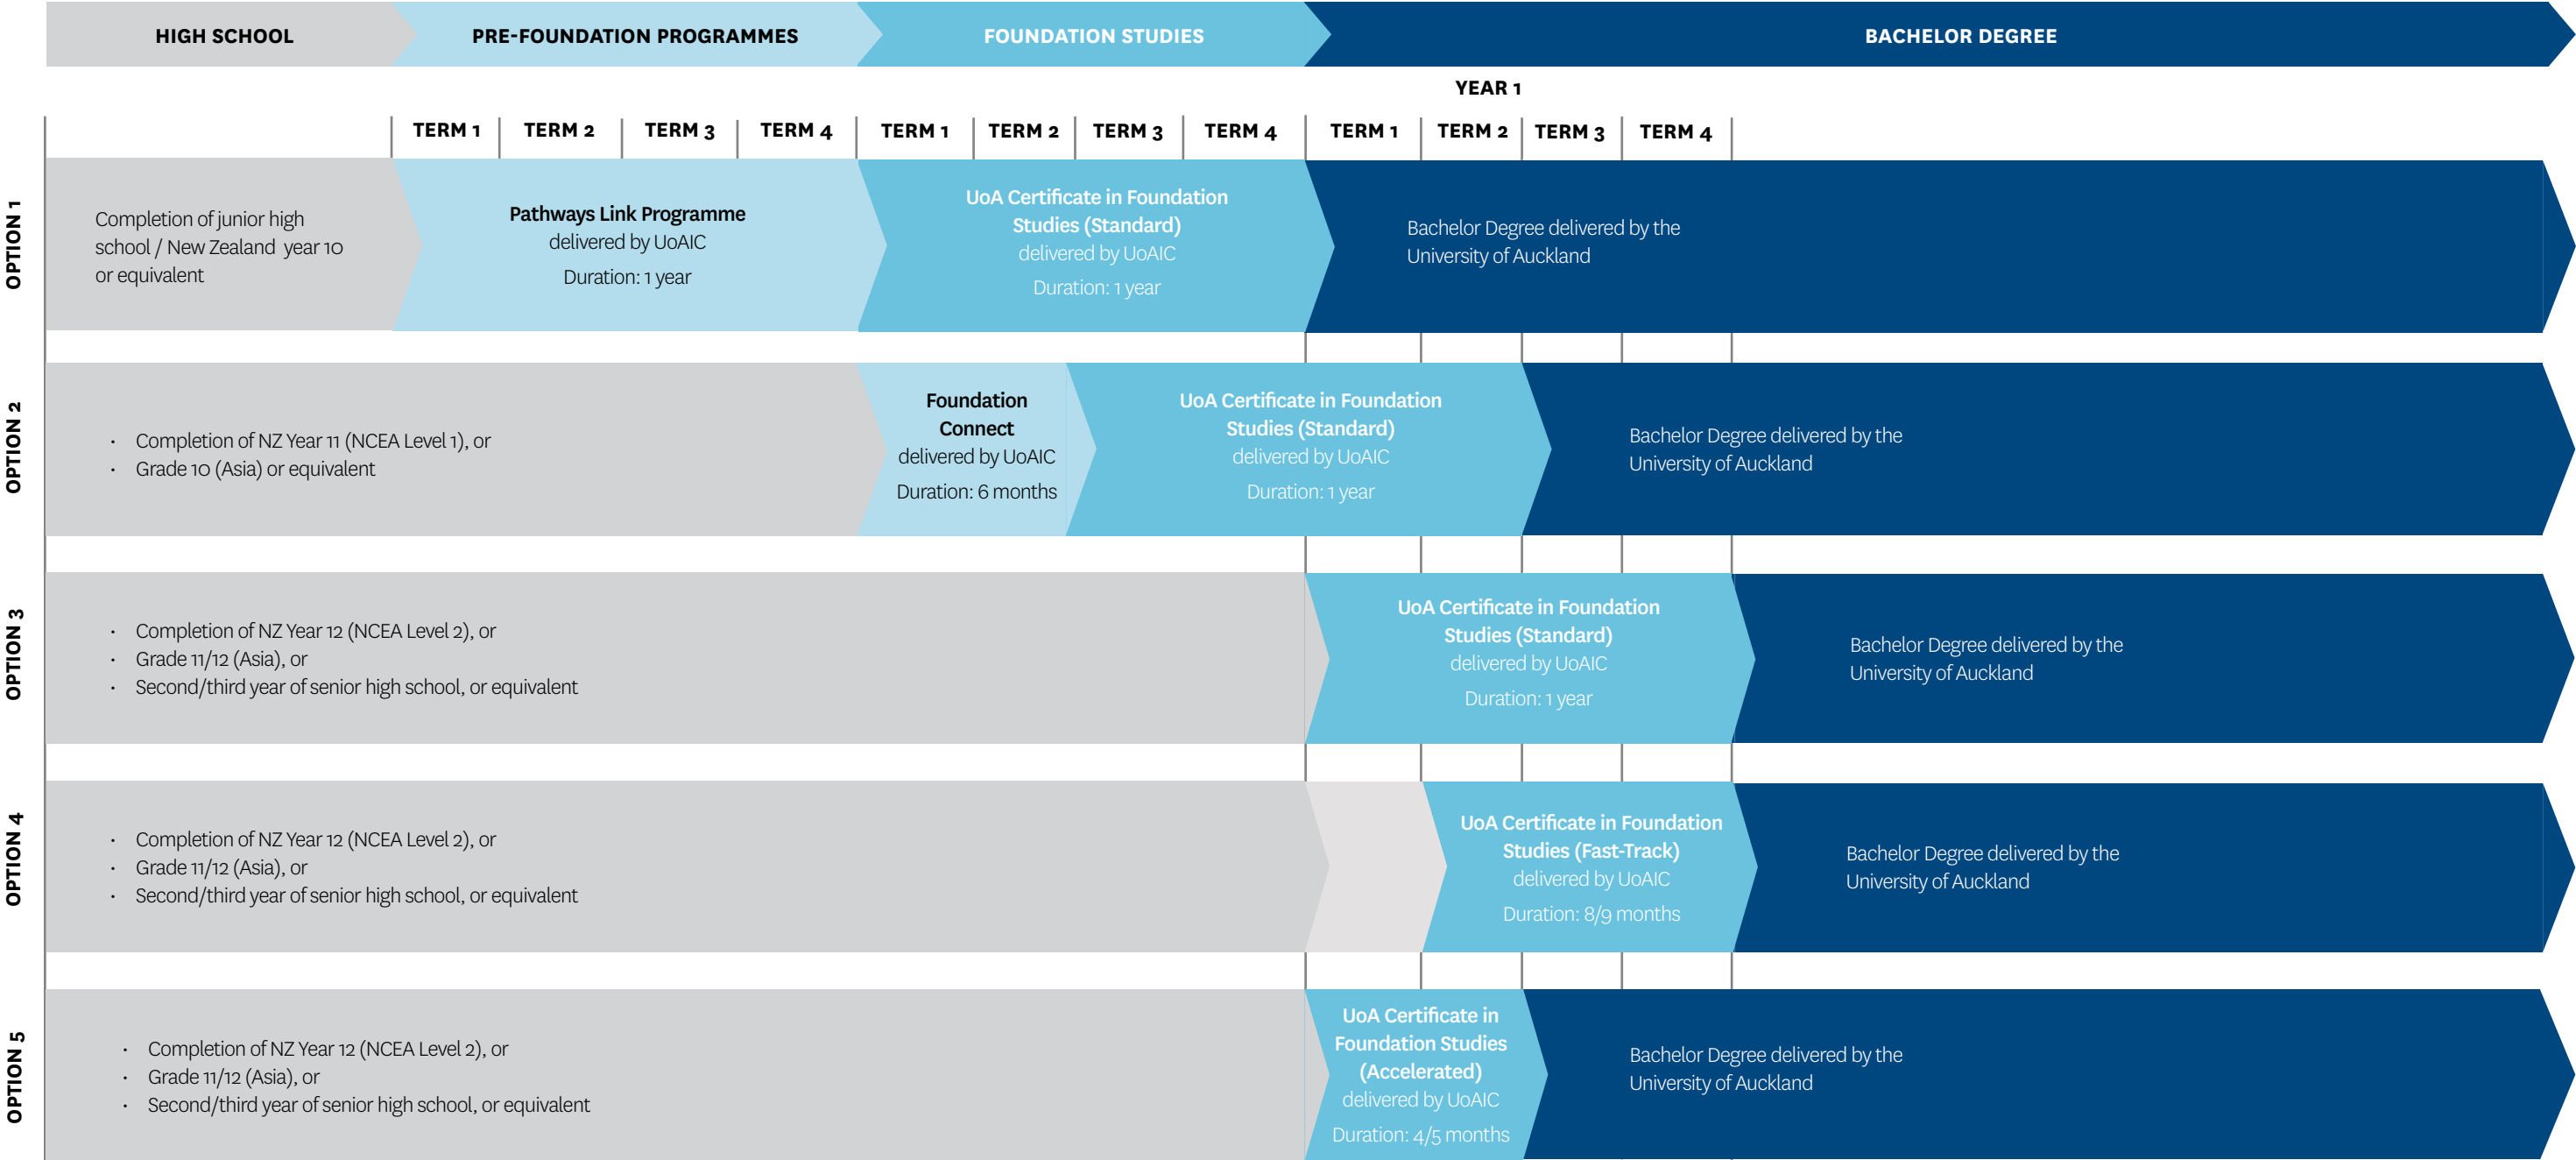 HIGH SCHOOL
PRE-FOUNDATION PROGRAMMES
FOUNDATION STUDIES
BACHELOR DEGREE
YEAR 1
TERM 1
TERM 2
TERM 3
TERM 4
TERM 1
TERM 2
TERM 3
TERM 4
TERM 1
TERM 2
TERM 3
TERM 4
OPTION 1
Completion of junior high
school / New Zealand year 10
or equivalent
Pathways Link Programme
delivered by UoAIC
Duration: 1 year
UoA Certificate in Foundation
Studies (Standard)
delivered by UoAIC
Duration: 1 year
Bachelor Degree delivered by the
University of Auckland
OPTION 2
· Completion of NZ Year 11 (NCEA Level 1), or
· Grade 10 (Asia) or equivalent
Foundation
Connect
delivered by UoAIC
Duration: 6 months
UoA Certificate in Foundation
Studies (Standard)
delivered by UoAIC
Duration: 1 year
Bachelor Degree delivered by the
University of Auckland
OPTION 3
· Completion of NZ Year 12 (NCEA Level 2), or
· Grade 11/12 (Asia), or
· Second/third year of senior high school, or equivalent
UoA Certificate in Foundation
Studies (Standard)
delivered by UoAIC
Duration: 1 year
Bachelor Degree delivered by the
University of Auckland
OPTION 4
· Completion of NZ Year 12 (NCEA Level 2), or
· Grade 11/12 (Asia), or
· Second/third year of senior high school, or equivalent
UoA Certificate in Foundation
Studies (Fast-Track)
delivered by UoAIC
Duration: 8/9 months
Bachelor Degree delivered by the
University of Auckland
OPTION 5
· Completion of NZ Year 12 (NCEA Level 2), or
· Grade 11/12 (Asia), or
· Second/third year of senior high school, or equivalent
UoA Certificate in
Foundation Studies
(Accelerated)
delivered by UoAIC
Duration: 4/5 months
Bachelor Degree delivered by the
University of Auckland